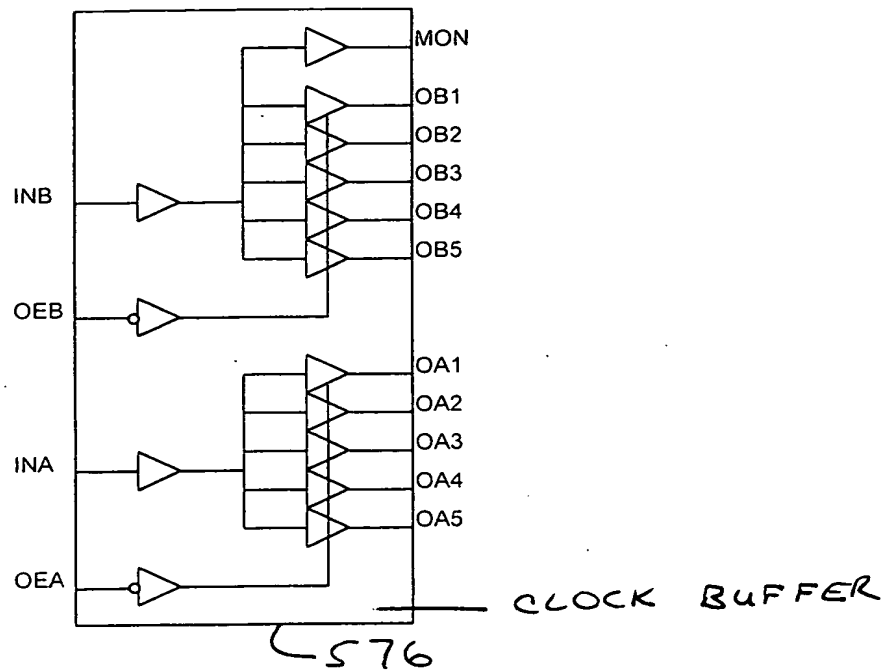 MON
OB1
OB2
OB3
OB4
OB5
INB
OEB
OA1
OA2
OA3
OA4
OA5
INA
OEA
CLOCK BUFFER
576